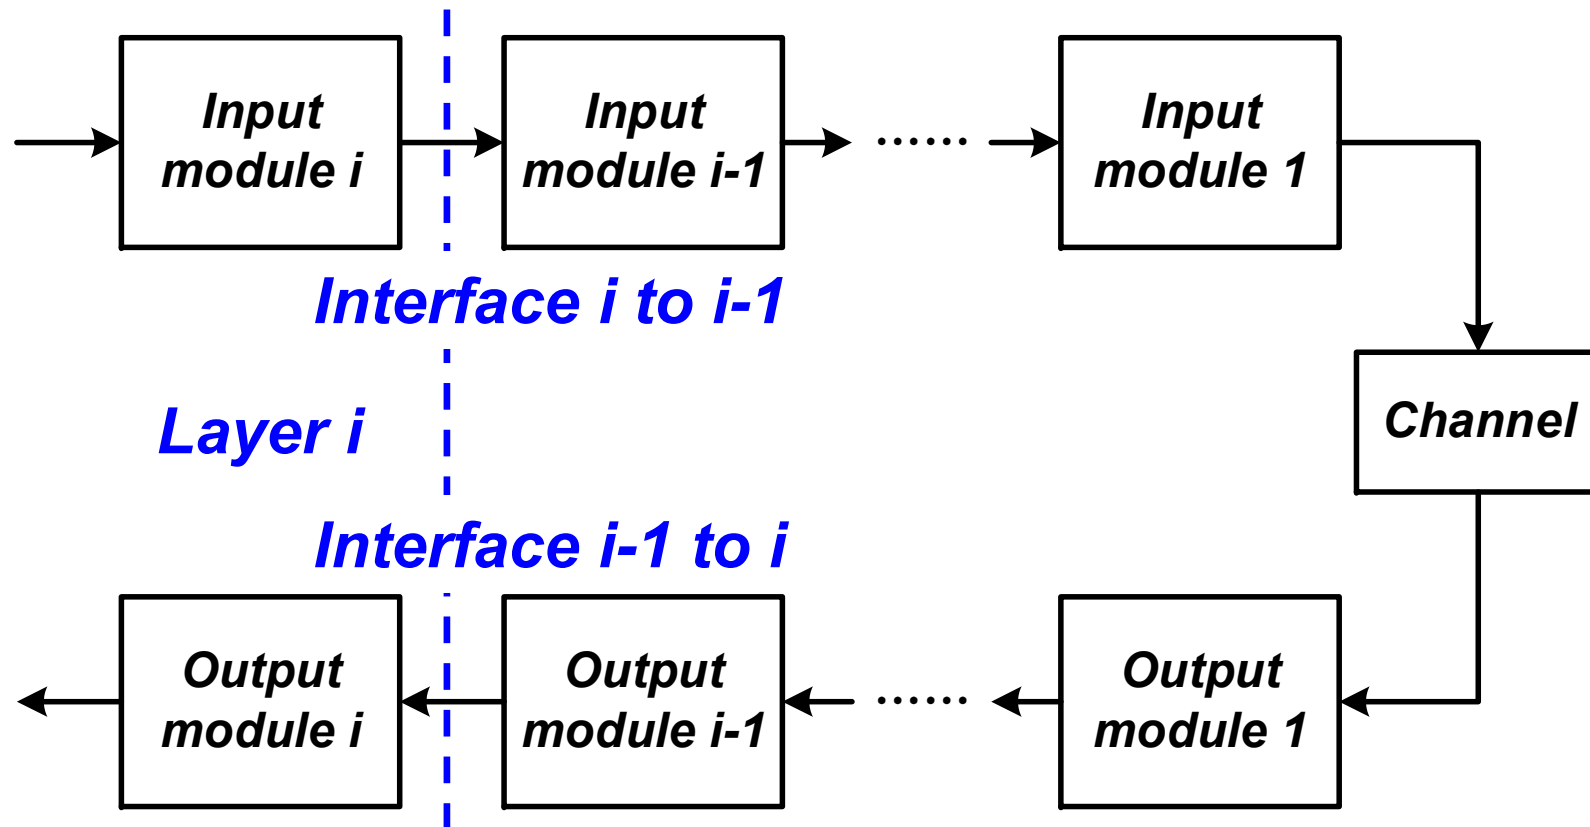 Input
module i
Input
module i-1
······
Input
module 1
Interface i to i-1
Layer i
Channel
Interface i-1 to i
Output
module i
Output
module i-1
······
Output
module 1